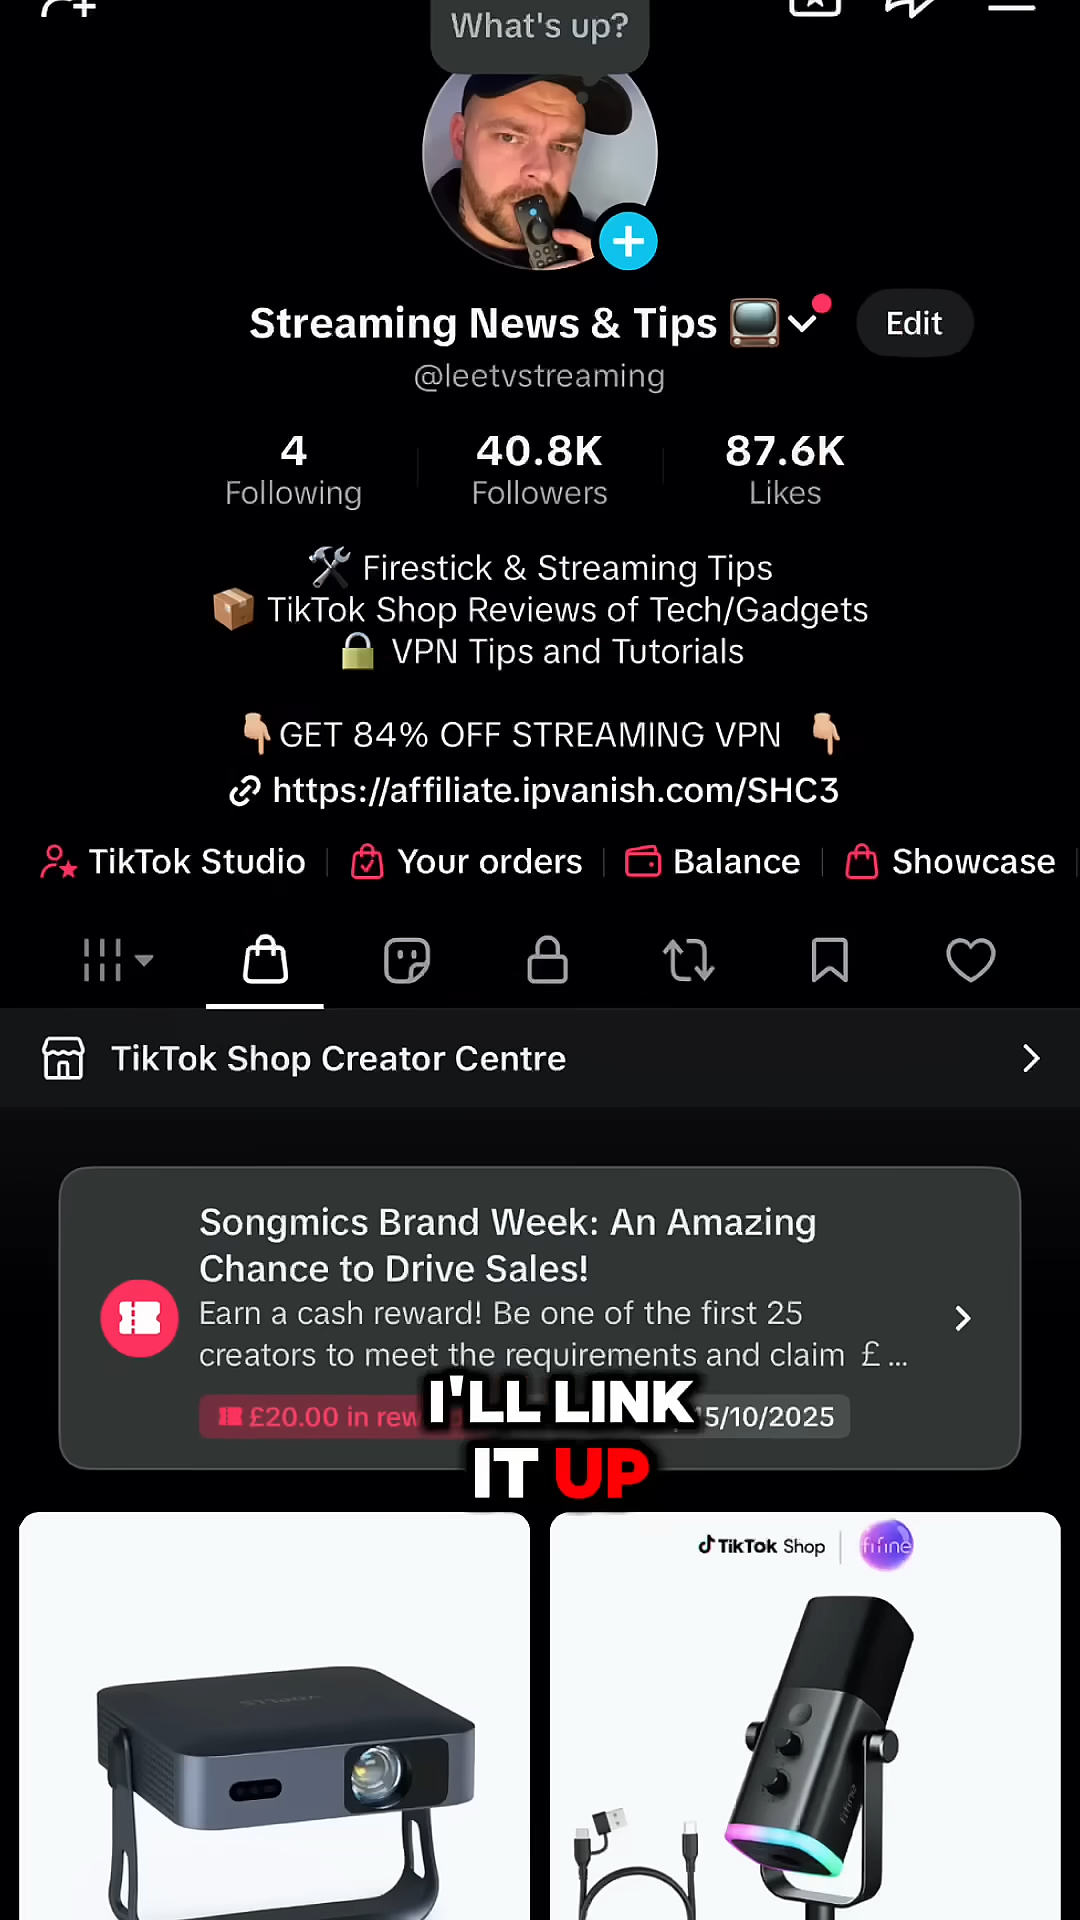 What's up?
Streaming News & Tips
Edit
@leetvstreaming
4
Following
40.8K
Followers
87.6K
Likes
Firestick & Streaming Tips
TikTok Shop Reviews of Tech/Gadgets
VPN Tips and Tutorials
GET 84% OFF STREAMING VPN
https://affiliate.ipvanish.com/SHC3
TikTok Studio
Your orders
Balance
Showcase
TikTok Shop Creator Centre
Songmics Brand Week: An Amazing
Chance to Drive Sales!
Earn a cash reward! Be one of the first 25
creators to meet the requirements and claim £ ...
£20.00 in
5/10/2025
I'LL LINK
IT UP
TikTok Shop
fifine
fifine